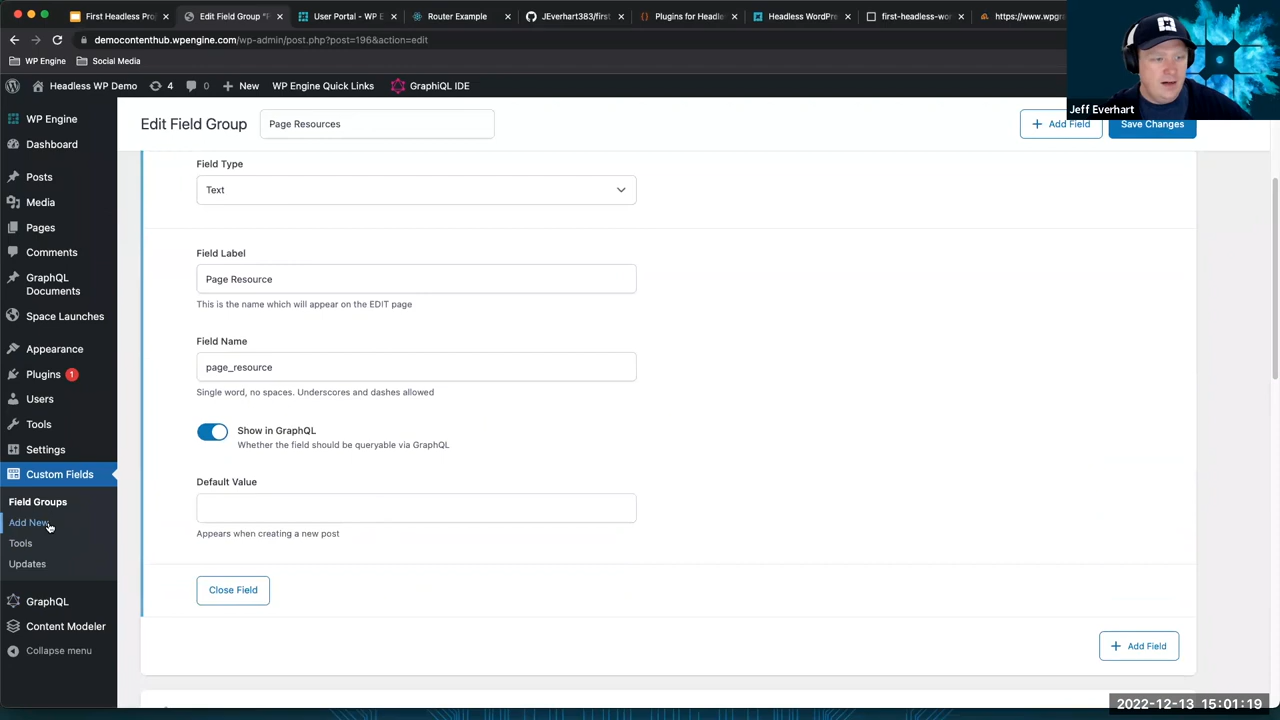 First Headless Pro
Edit Field Group "P
User Portal - WP E
Router Example
JEverhart383/first
Plugins for Headle
Headless WordPre
first-headless-wor
https://www.wpgra
democontenthub.wpengine.com/wp-admin/post.php?post=196&action=edit
WP Engine
Social Media
Jeff Everhart
Headless WP Demo
4
0
New
WP Engine Quick Links
GraphiQL IDE
WP Engine
Dashboard
Posts
Media
Pages
Comments
GraphQL
Documents
Space Launches
Appearance
Plugins 1
Users
Tools
Settings
Custom Fields
Field Groups
Add New
Tools
Updates
GraphQL
Content Modeler
Collapse menu
Edit Field Group
Page Resources
+ Add Field
Save Changes
Field Type
Text
Field Label
Page Resource
This is the name which will appear on the EDIT page
Field Name
page_resource
Single word, no spaces. Underscores and dashes allowed
Show in GraphQL
Whether the field should be queryable via GraphQL
Default Value
Appears when creating a new post
Close Field
+ Add Field
2022-12-13 15:01:19